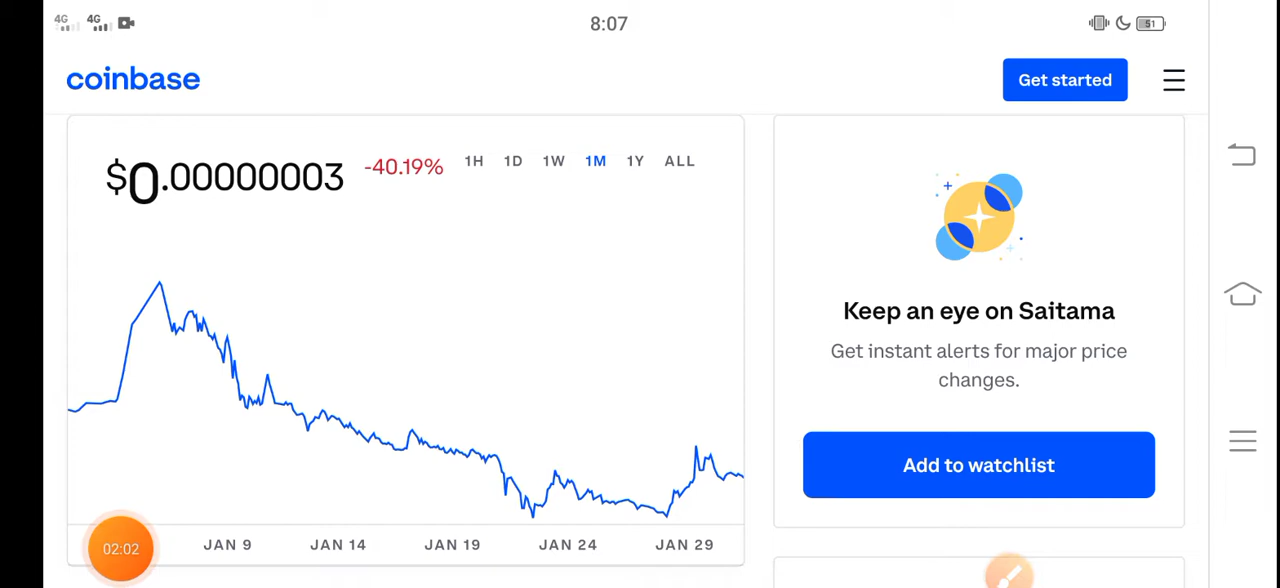 4G 4G 8:07 51
coinbase Get started
$0.00000003 -40.19% 1H 1D 1W 1M 1Y ALL
Keep an eye on Saitama
Get instant alerts for major price
changes.
Add to watchlist
JAN 9 JAN 14 JAN 19 JAN 24 JAN 29
02:02